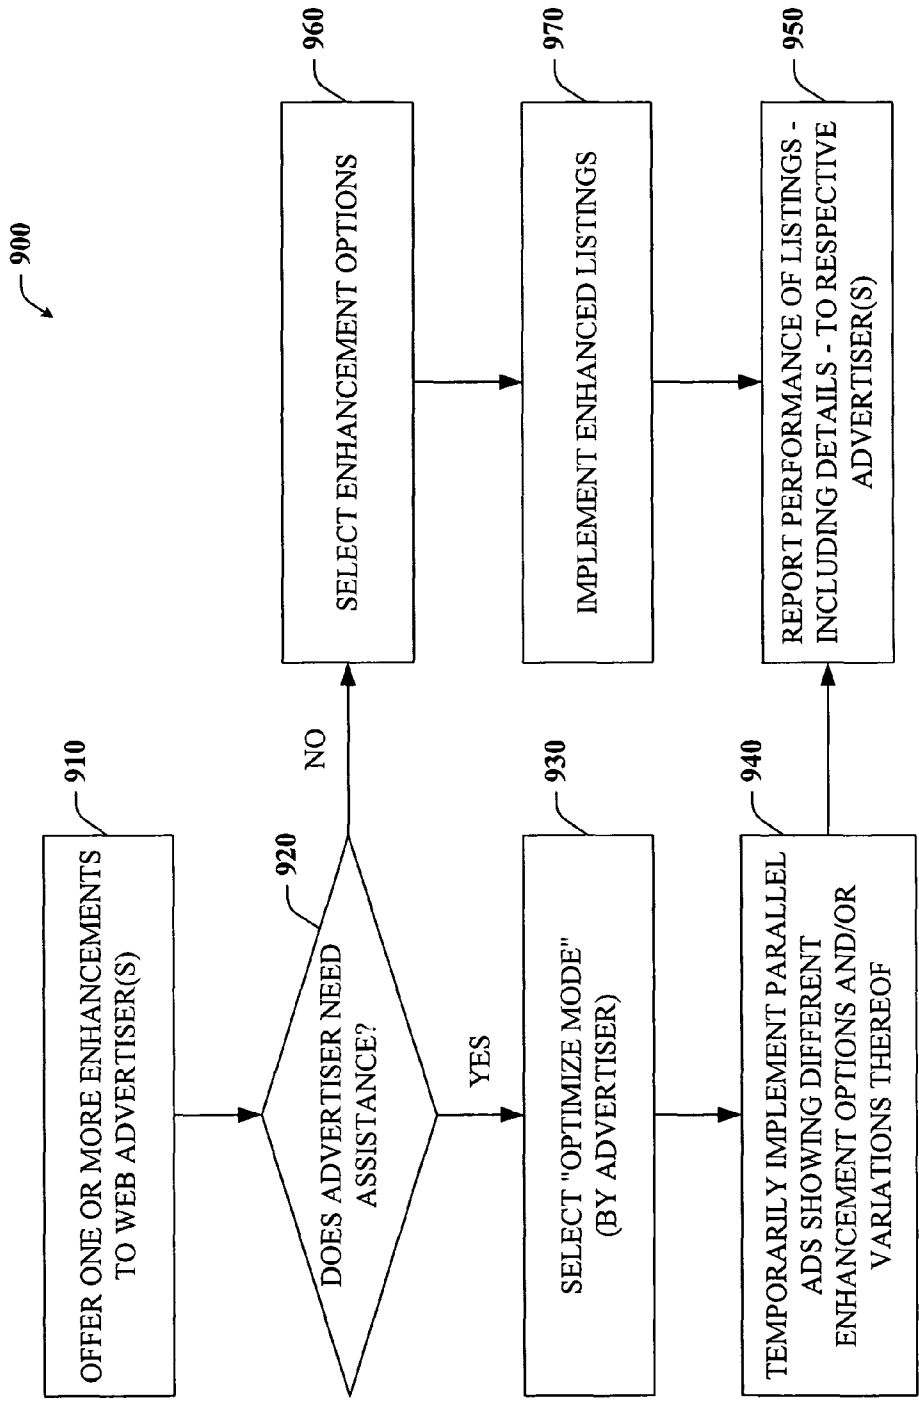 900
910
OFFER ONE OR MORE ENHANCEMENTS
TO WEB ADVERTISER(S)
920
DOES ADVERTISER NEED
ASSISTANCE?
NO
YES
960
SELECT ENHANCEMENT OPTIONS
930
SELECT "OPTIMIZE MODE"
(BY ADVERTISER)
970
IMPLEMENT ENHANCED LISTINGS
940
TEMPORARILY IMPLEMENT PARALLEL
ADS SHOWING DIFFERENT
ENHANCEMENT OPTIONS AND/OR
VARIATIONS THEREOF
950
REPORT PERFORMANCE OF LISTINGS -
INCLUDING DETAILS - TO RESPECTIVE
ADVERTISER(S)